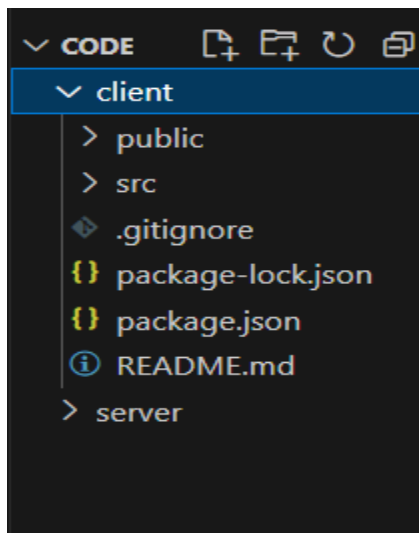 CODE
client
public
src
.gitignore
package-lock.json
package.json
README.md
server